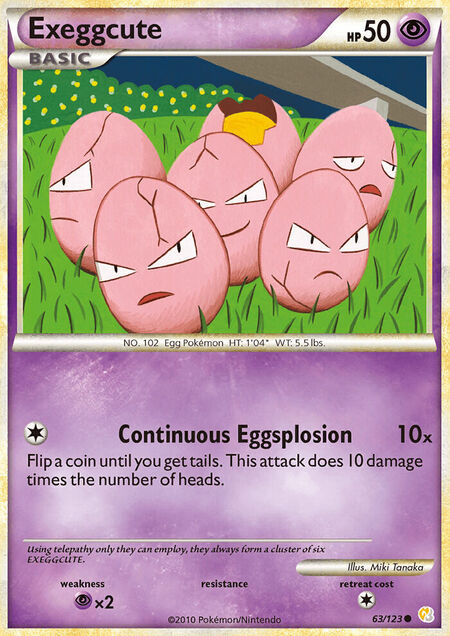 Exeggcute HP 50
BASIC
NO. 102 Egg Pokémon HT: 1'04" WT: 5.5 lbs.
Continuous Eggsplosion 10x
Flip a coin until you get tails. This attack does 10 damage
times the number of heads.
Using telepathy only they can employ, they always form a cluster of six
EXEGGCUTE.
Illus. Miki Tanaka
weakness resistance retreat cost
×2
©2010 Pokémon/Nintendo 63/123